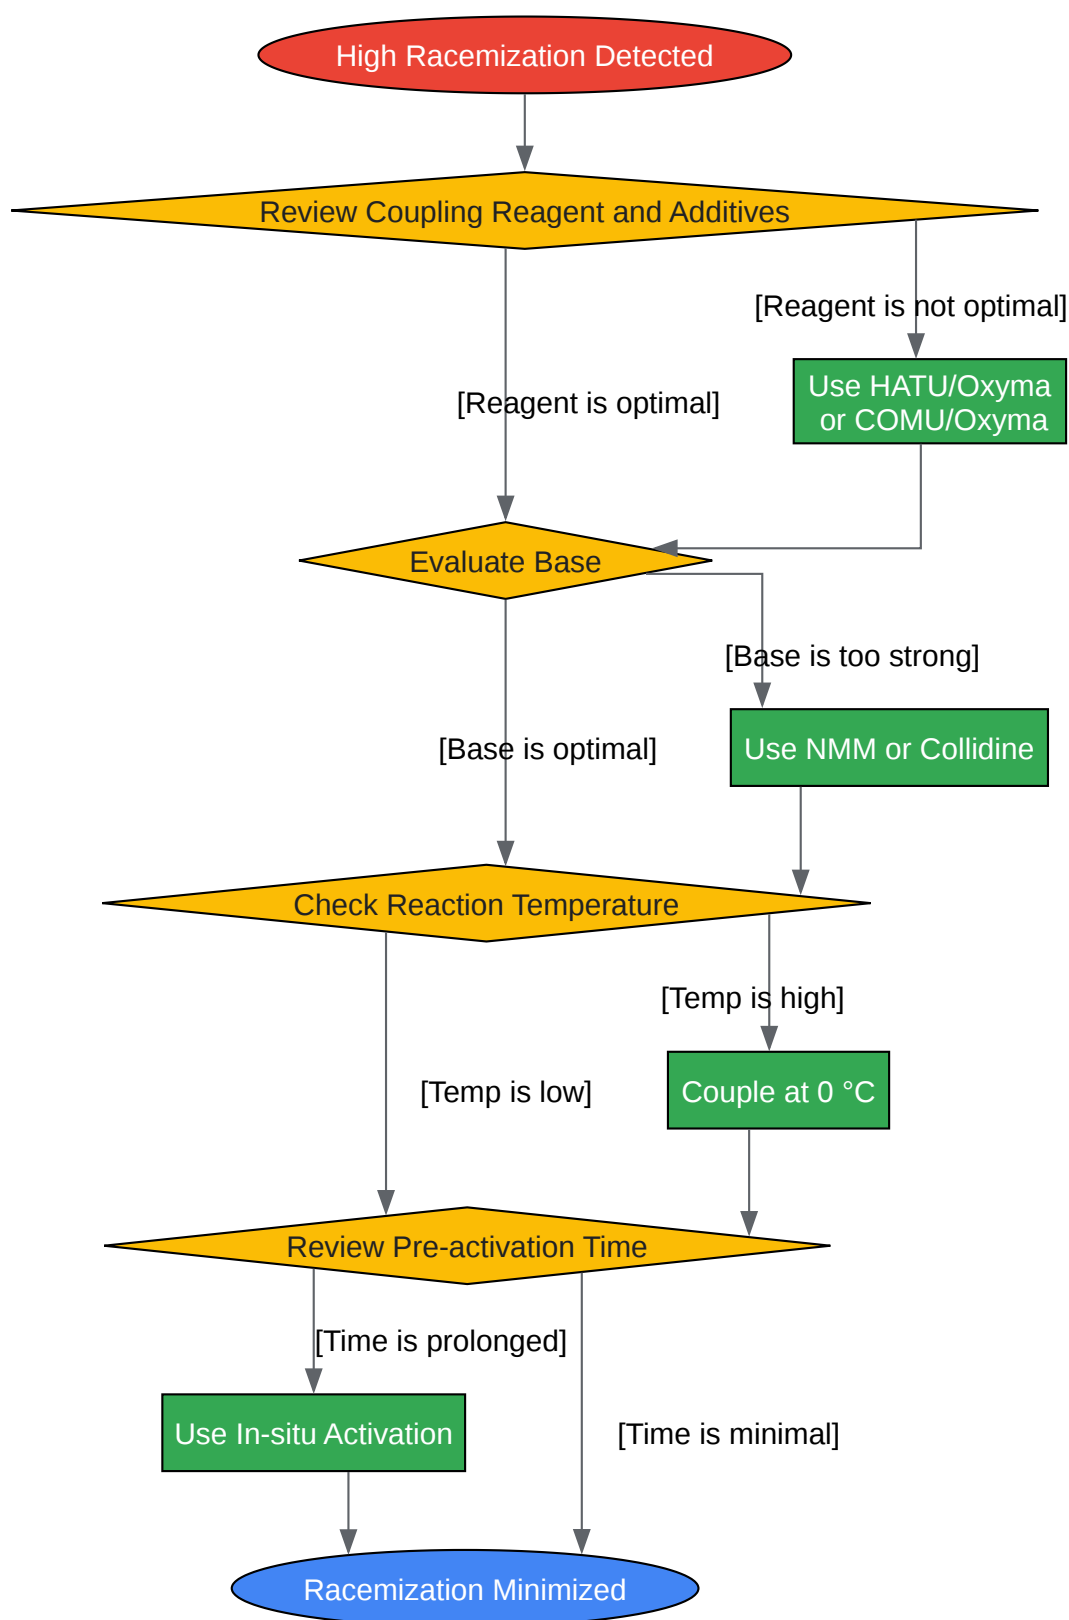 High Racemization Detected
Review Coupling Reagent and Additives
[Reagent is not optimal]
Use HATU/Oxyma
or COMU/Oxyma
[Reagent is optimal]
Evaluate Base
[Base is too strong]
Use NMM or Collidine
[Base is optimal]
Check Reaction Temperature
[Temp is high]
Couple at 0 °C
[Temp is low]
Review Pre-activation Time
[Time is prolonged]
Use In-situ Activation
[Time is minimal]
Racemization Minimized